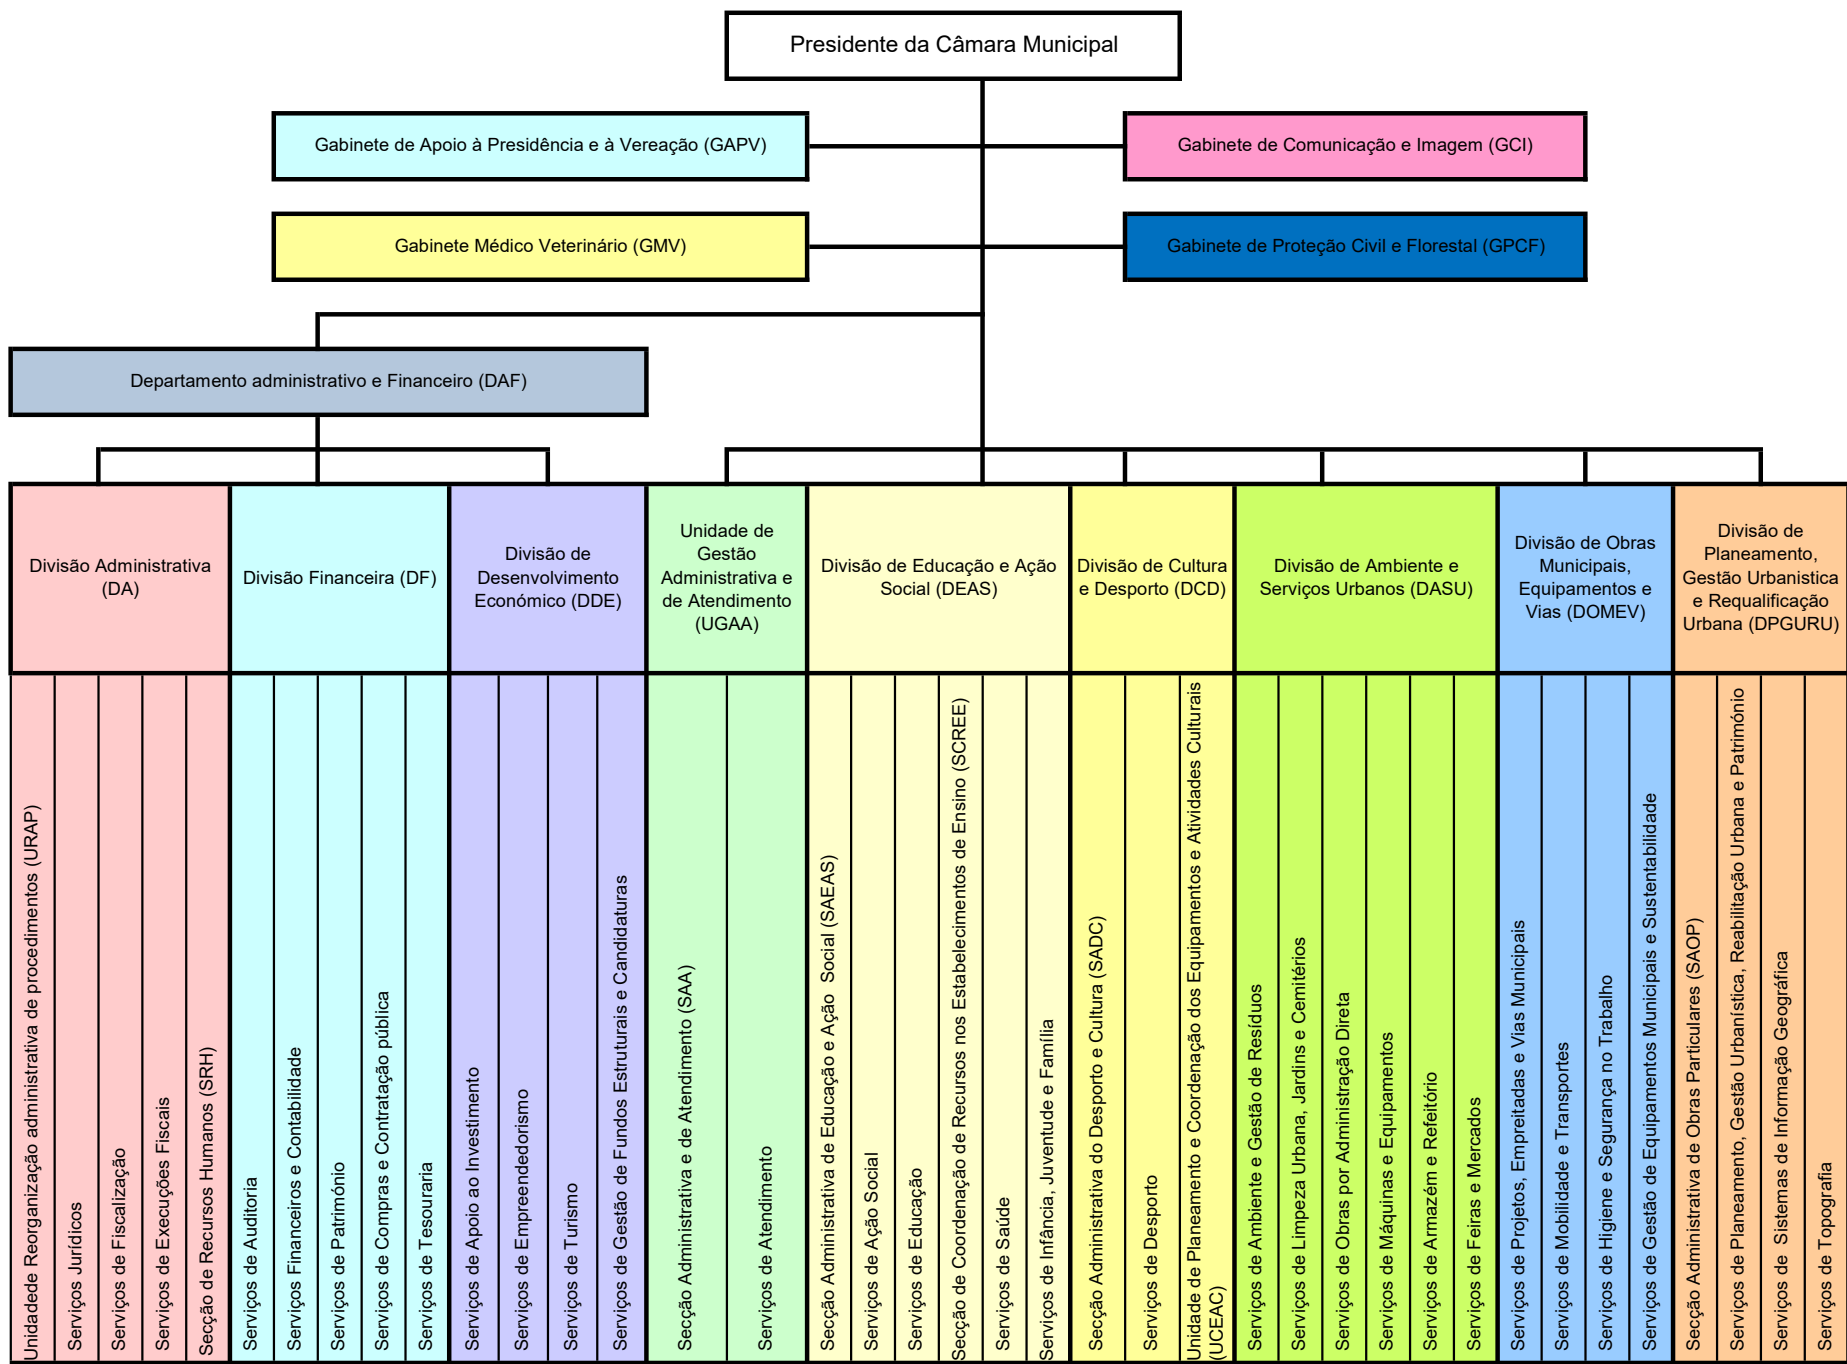 Presidente da Câmara Municipal
Gabinete de Apoio à Presidência e à Vereação (GAPV)
Gabinete de Comunicação e Imagem (GCI)
Gabinete Médico Veterinário (GMV)
Gabinete de Proteção Civil e Florestal (GPCF)
Departamento administrativo e Financeiro (DAF)
Divisão Administrativa
(DA)
Divisão Financeira (DF)
Divisão de
Desenvolvimento
Económico (DDE)
Unidade de
Gestão
Administrativa e
de Atendimento
(UGAA)
Divisão de Educação e Ação
Social (DEAS)
Divisão de Cultura
e Desporto (DCD)
Divisão de Ambiente e
Serviços Urbanos (DASU)
Divisão de Obras
Municipais,
Equipamentos e
Vias (DOMEV)
Divisão de
Planeamento,
Gestão Urbanistica
e Requalificação
Urbana (DPGURU)
Unidadede Reorganização administrativa de procedimentos (URAP)
Serviços Jurídicos
Serviços de Fiscalização
Serviços de Execuções Fiscais
Secção de Recursos Humanos (SRH)
Serviços de Auditoria
Serviços Financeiros e Contabilidade
Serviços de Património
Serviços de Compras e Contratação pública
Serviços de Tesouraria
Serviços de Apoio ao Investimento
Serviços de Empreendedorismo
Serviços de Turismo
Serviços de Gestão de Fundos Estruturais e Candidaturas
Secção Administrativa e de Atendimento (SAA)
Serviços de Atendimento
Secção Administrativa de Educação e Ação Social (SAEAS)
Serviços de Ação Social
Serviços de Educação
Secção de Coordenação de Recursos nos Estabelecimentos de Ensino (SCREE)
Serviços de Saúde
Serviços de Infância, Juventude e Família
Secção Administrativa do Desporto e Cultura (SADC)
Serviços de Desporto
Unidade de Planeamento e Coordenação dos Equipamentos e Atividades Culturais
(UCEAC)
Serviços de Ambiente e Gestão de Resíduos
Serviços de Limpeza Urbana, Jardins e Cemitérios
Serviços de Obras por Administração Direta
Serviços de Máquinas e Equipamentos
Serviços de Armazém e Refeitório
Serviços de Feiras e Mercados
Serviços de Projetos, Empreitadas e Vias Municipais
Serviços de Mobilidade e Transportes
Serviços de Higiene e Segurança no Trabalho
Serviços de Gestão de Equipamentos Municipais e Sustentabilidade
Secção Administrativa de Obras Particulares (SAOP)
Serviços de Planeamento, Gestão Urbanística, Reabilitação Urbana e Património
Serviços de Sistemas de Informação Geográfica
Serviços de Topografia